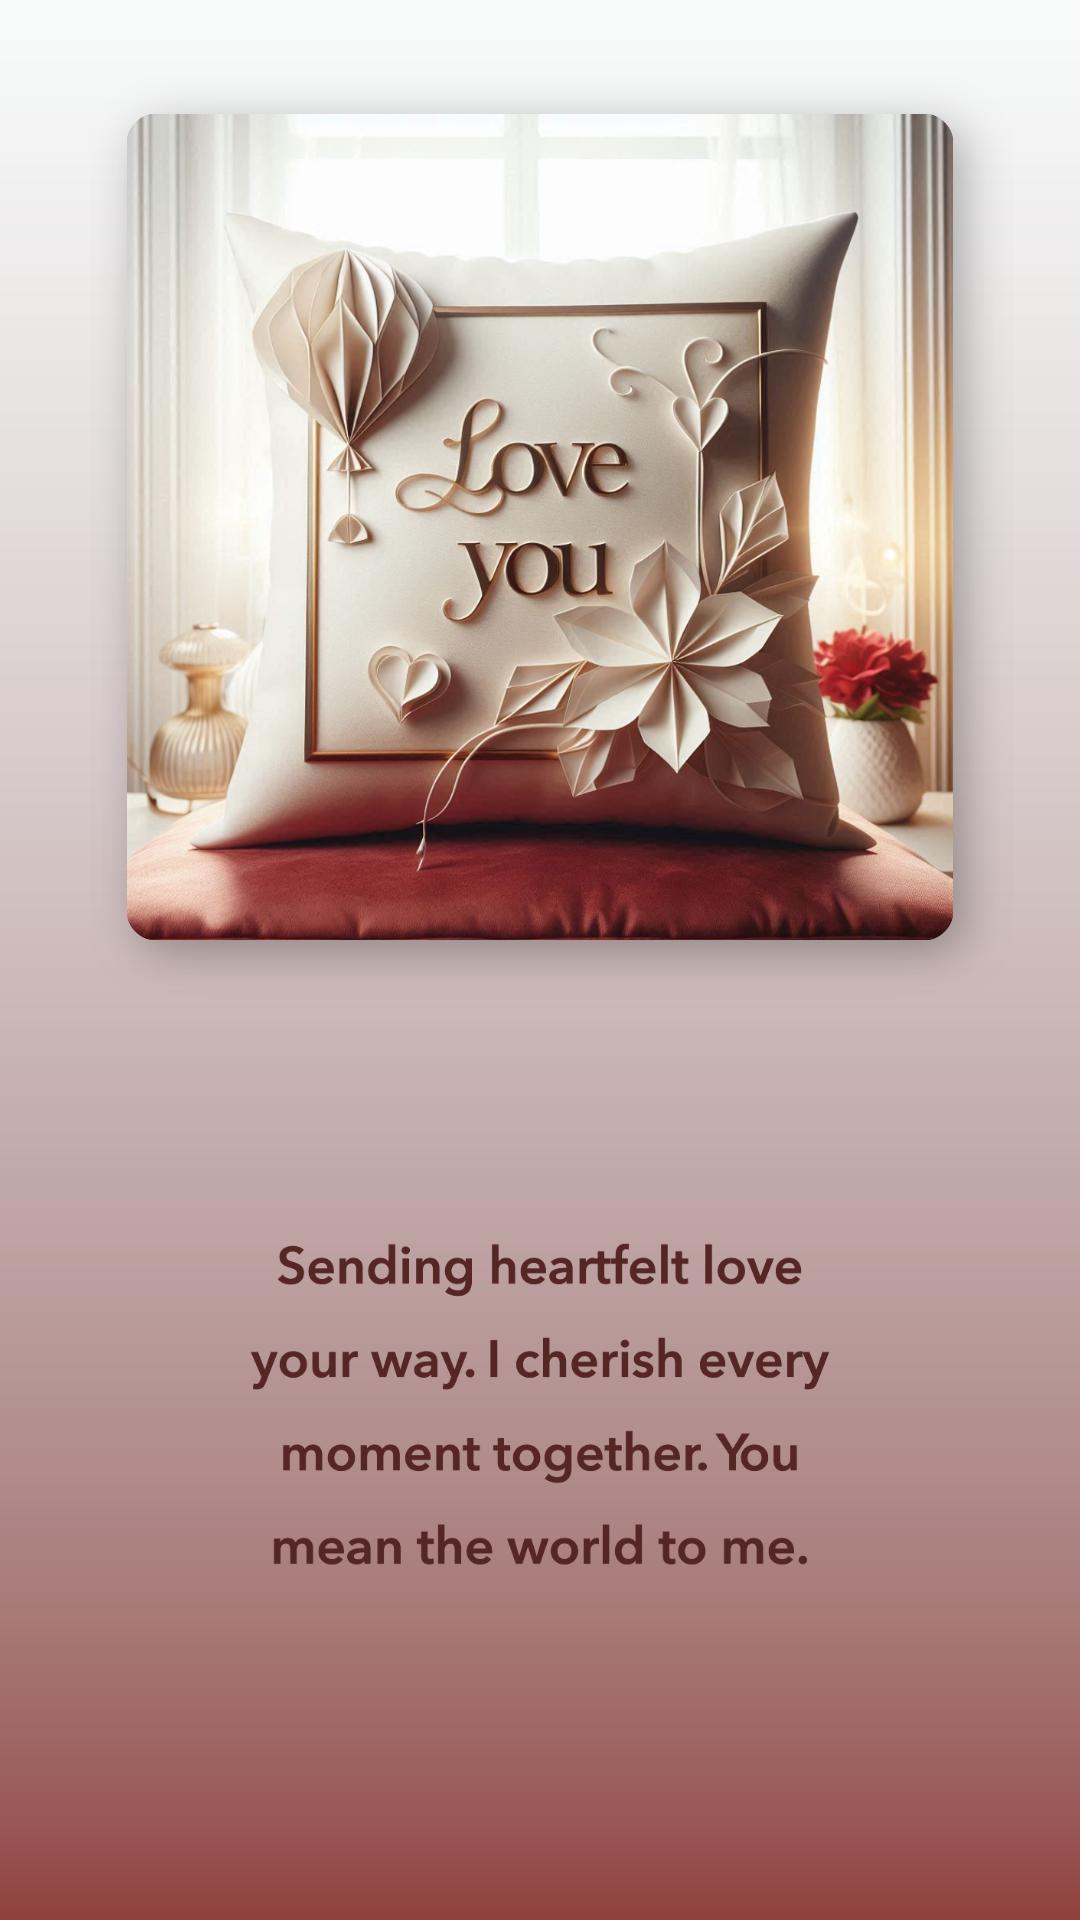 Love
you
Sending heartfelt love
your way. I cherish every
moment together. You
mean the world to me.